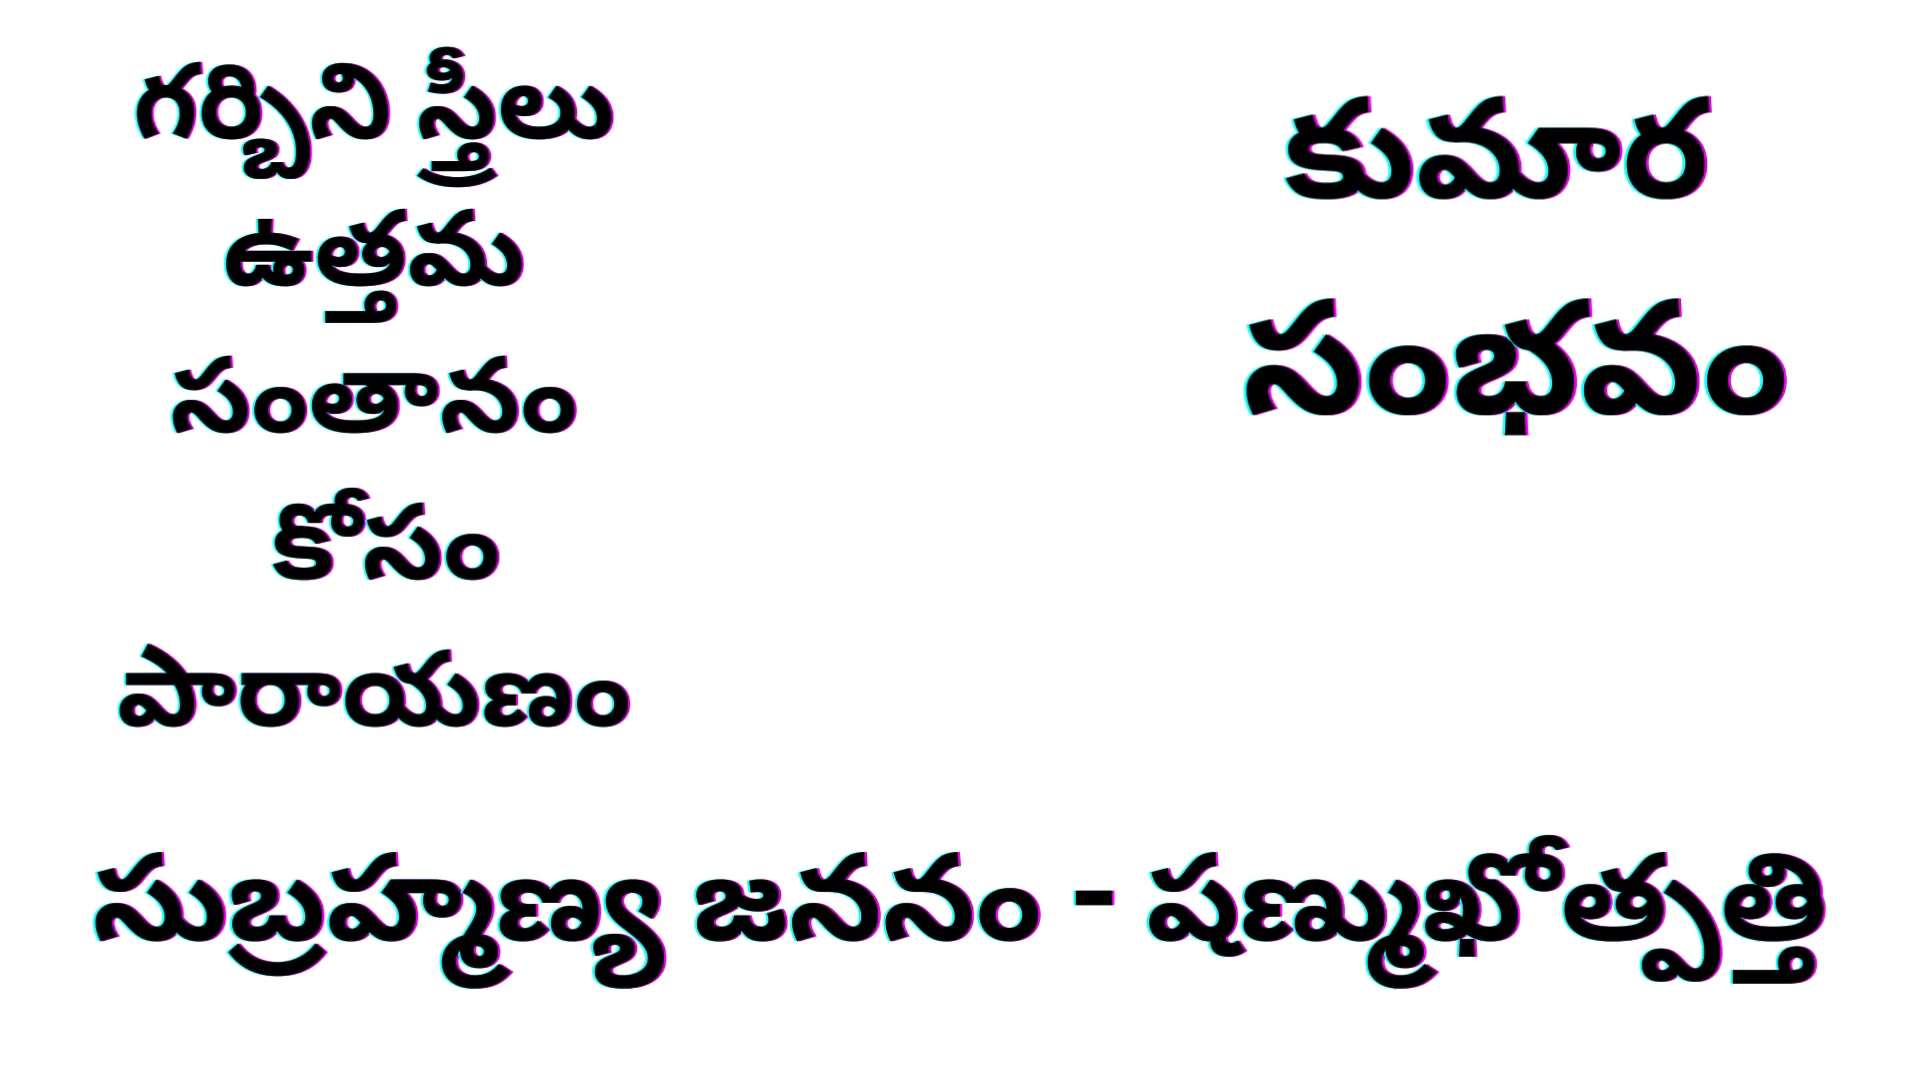 గర్బిని స్త్రీలు
ఉత్తమ
సంతానం
కోసం
పారాయణం
కుమార
సంభవం
సుబ్రహ్మణ్య జననం - షణ్ముఖోత్పత్తి